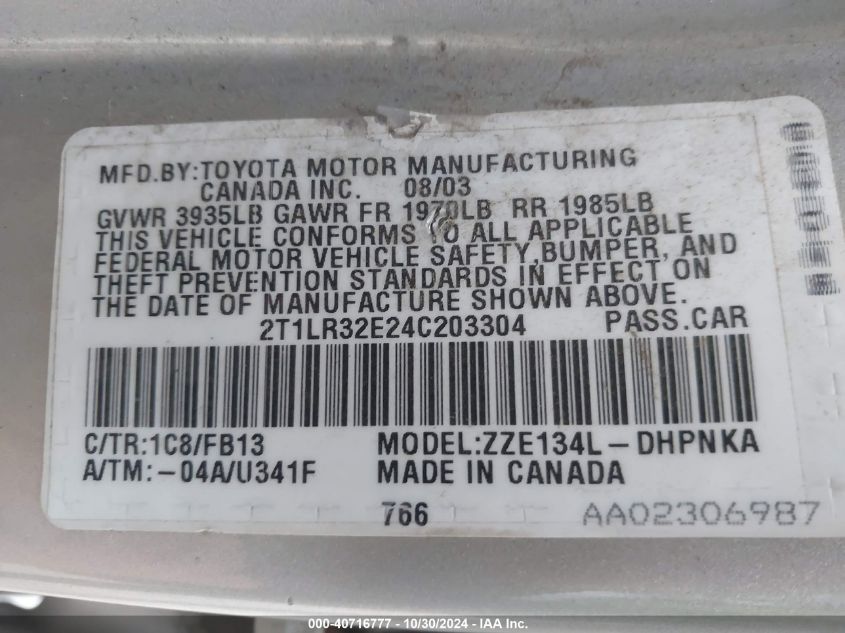 MFD.BY:TOYOTA MOTOR MANUFACTURING
CANADA INC. 08/03
GVWR 3935LB GAWR FR 1970LB RR 1985LB
THIS VEHICLE CONFORMS TO ALL APPLICABLE
FEDERAL MOTOR VEHICLE SAFETY,BUMPER, AND
THEFT PREVENTION STANDARDS IN EFFECT ON
THE DATE OF MANUFACTURE SHOWN ABOVE.
2T1LR32E24C203304 PASS.CAR
C/TR:1C8/FB13 MODEL:ZZE134L-DHPNKA
A/TM:-04A/U341F MADE IN CANADA
766 AA02306987
000-40716777 - 10/30/2024 - IAA Inc.